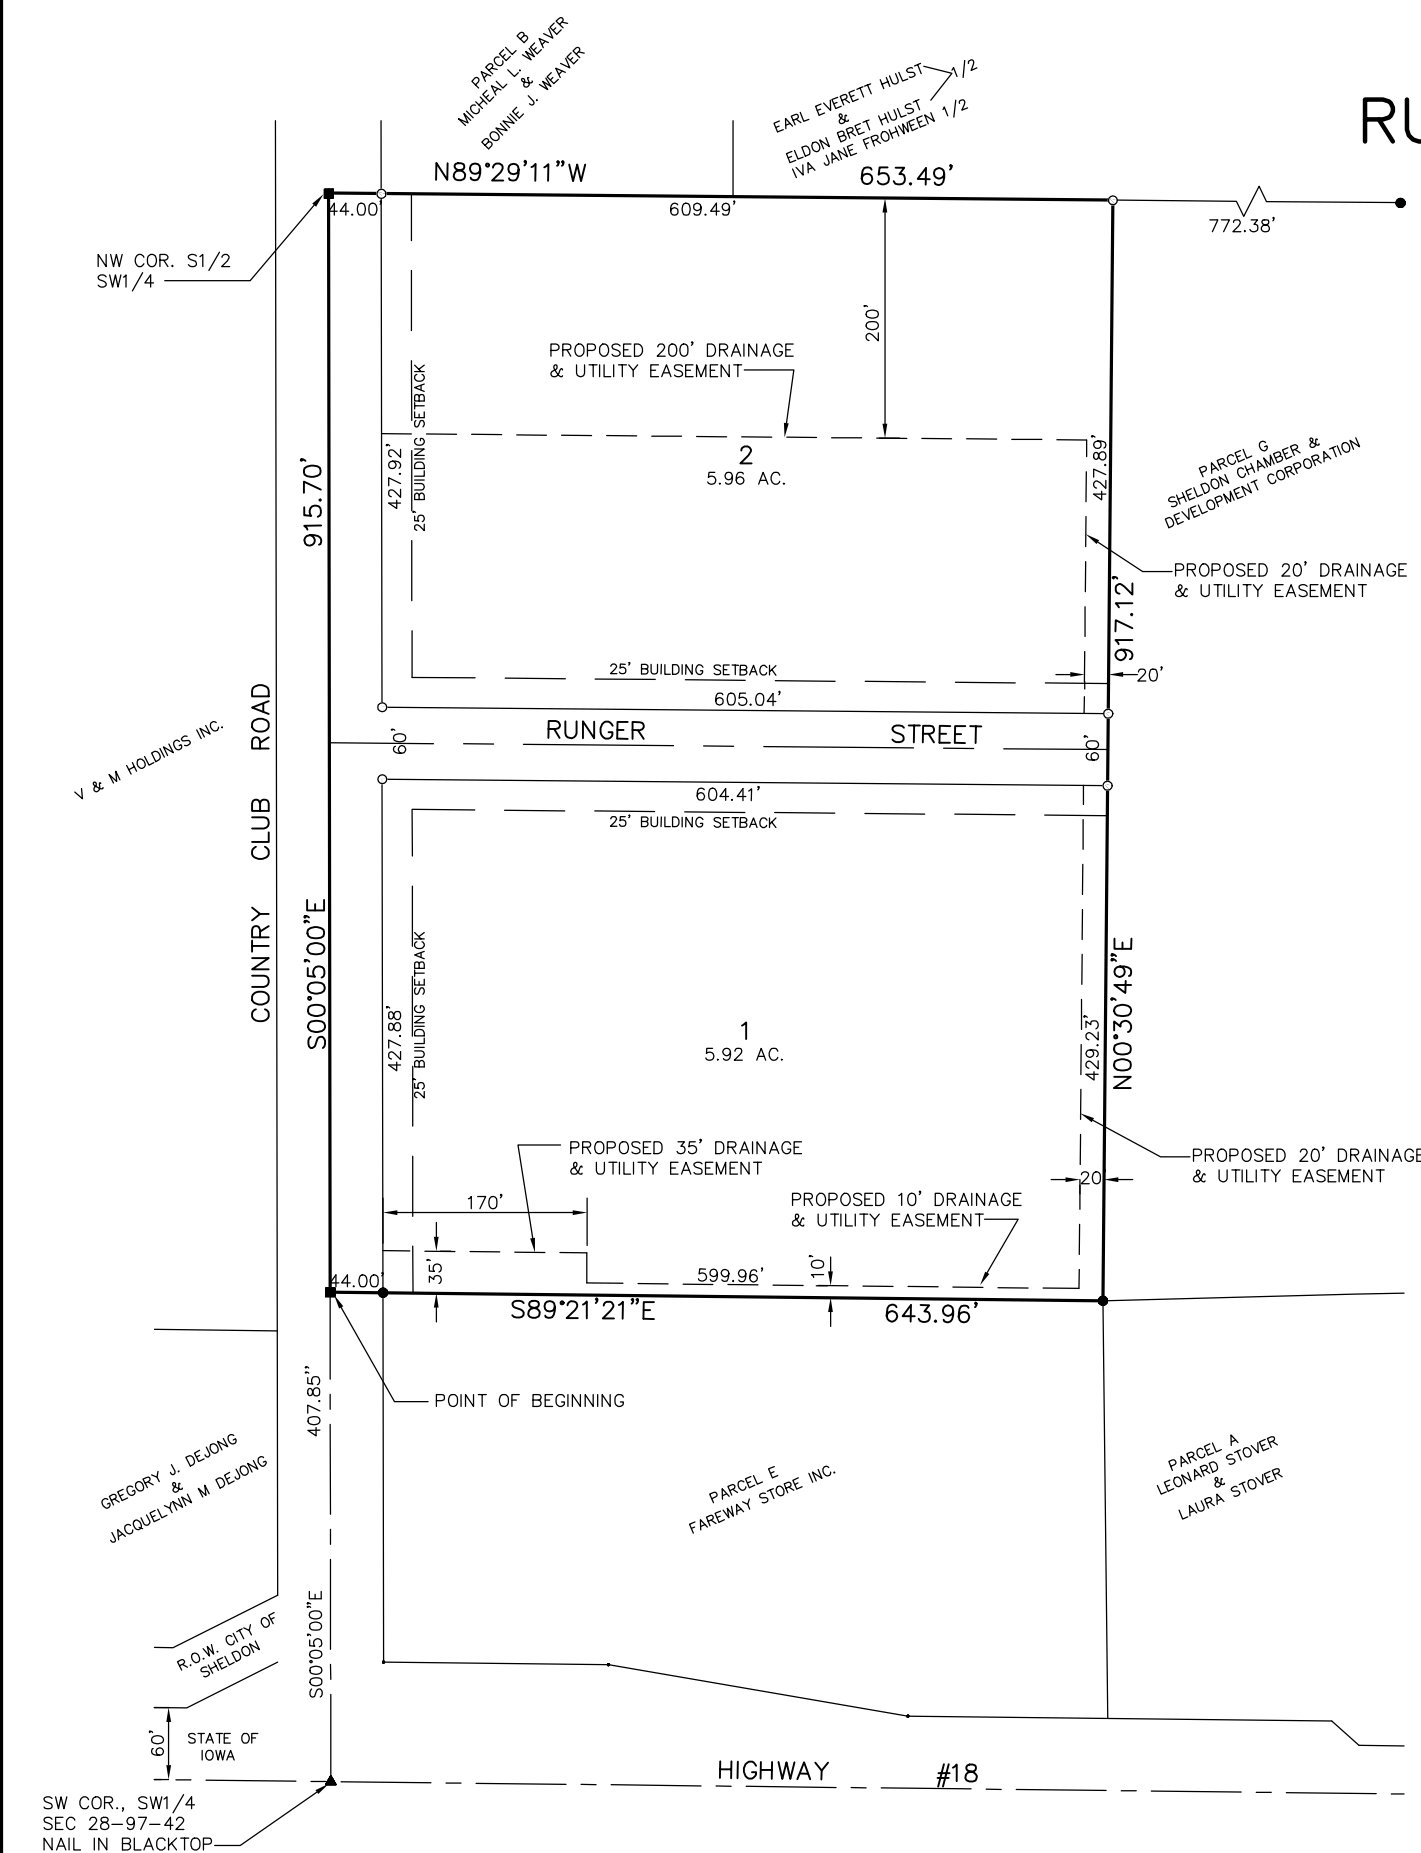 PARCEL B
MICHEAL L. WEAVER
&
BONNIE J. WEAVER
EARL EVERETT HULST
&
ELDON BRET HULST
1/2
IVA JANE FROHWEEN 1/2
RU
N89°29'11"W
653.49'
44.00'
609.49'
772.38'
NW COR. S1/2
SW1/4
200'
PROPOSED 200' DRAINAGE
& UTILITY EASEMENT
25' BUILDING SETBACK
427.92'
2
5.96 AC.
427.89'
915.70'
PARCEL G
SHELDON CHAMBER &
DEVELOPMENT CORPORATION
PROPOSED 20' DRAINAGE
& UTILITY EASEMENT
917.12'
25' BUILDING SETBACK
20'
605.04'
RUNGER STREET
60'
60'
V & M HOLDINGS INC.
COUNTRY CLUB ROAD
604.41'
25' BUILDING SETBACK
S00°05'00"E
427.88'
25' BUILDING SETBACK
1
5.92 AC.
429.23'
N00°30'49"E
PROPOSED 35' DRAINAGE
& UTILITY EASEMENT
PROPOSED 20' DRAINAGE
& UTILITY EASEMENT
20'
170'
PROPOSED 10' DRAINAGE
& UTILITY EASEMENT
35'
10'
44.00'
599.96'
S89°21'21"E
643.96'
407.85"
POINT OF BEGINNING
GREGORY J. DEJONG
&
JACQUELYNN M DEJONG
PARCEL E
FAREWAY STORE INC.
PARCEL A
LEONARD STOVER
&
LAURA STOVER
S00°05'00"E
R.O.W. CITY OF
SHELDON
60'
STATE OF
IOWA
HIGHWAY #18
SW COR., SW1/4
SEC 28-97-42
NAIL IN BLACKTOP